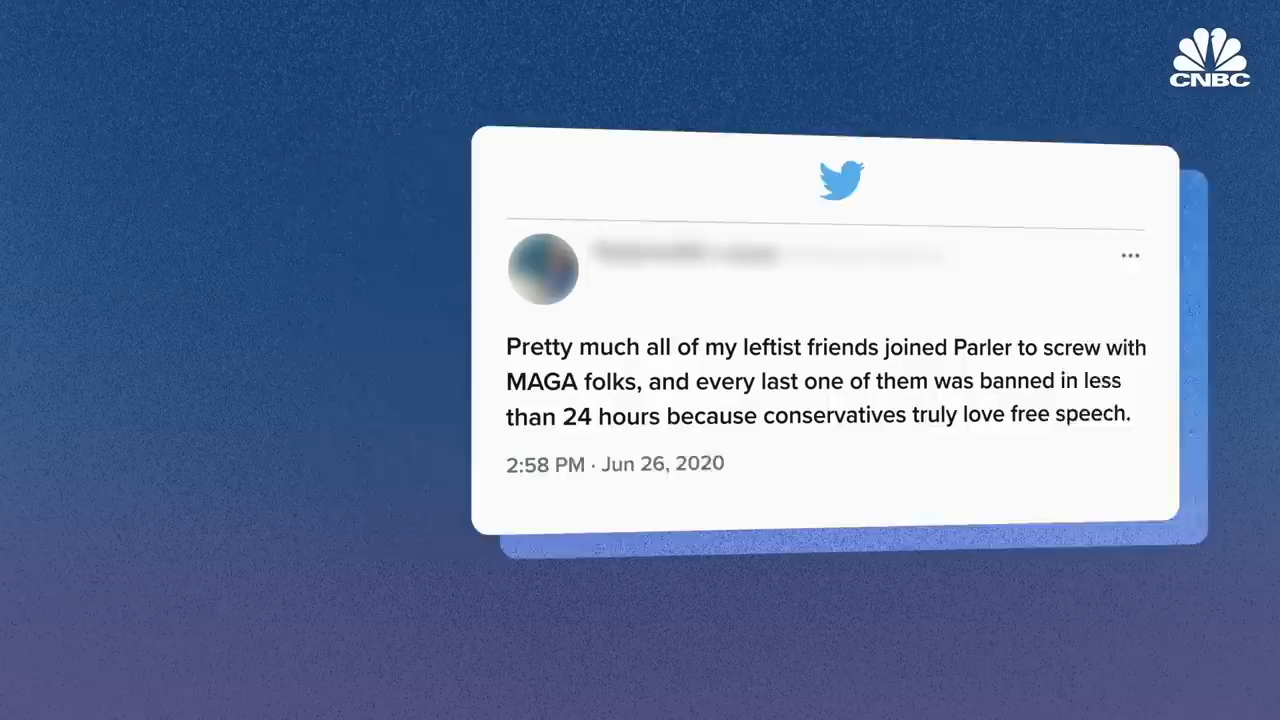 CNBC
Pretty much all of my leftist friends joined Parler to screw with
MAGA folks, and every last one of them was banned in less
than 24 hours because conservatives truly love free speech.
2:58 PM · Jun 26, 2020